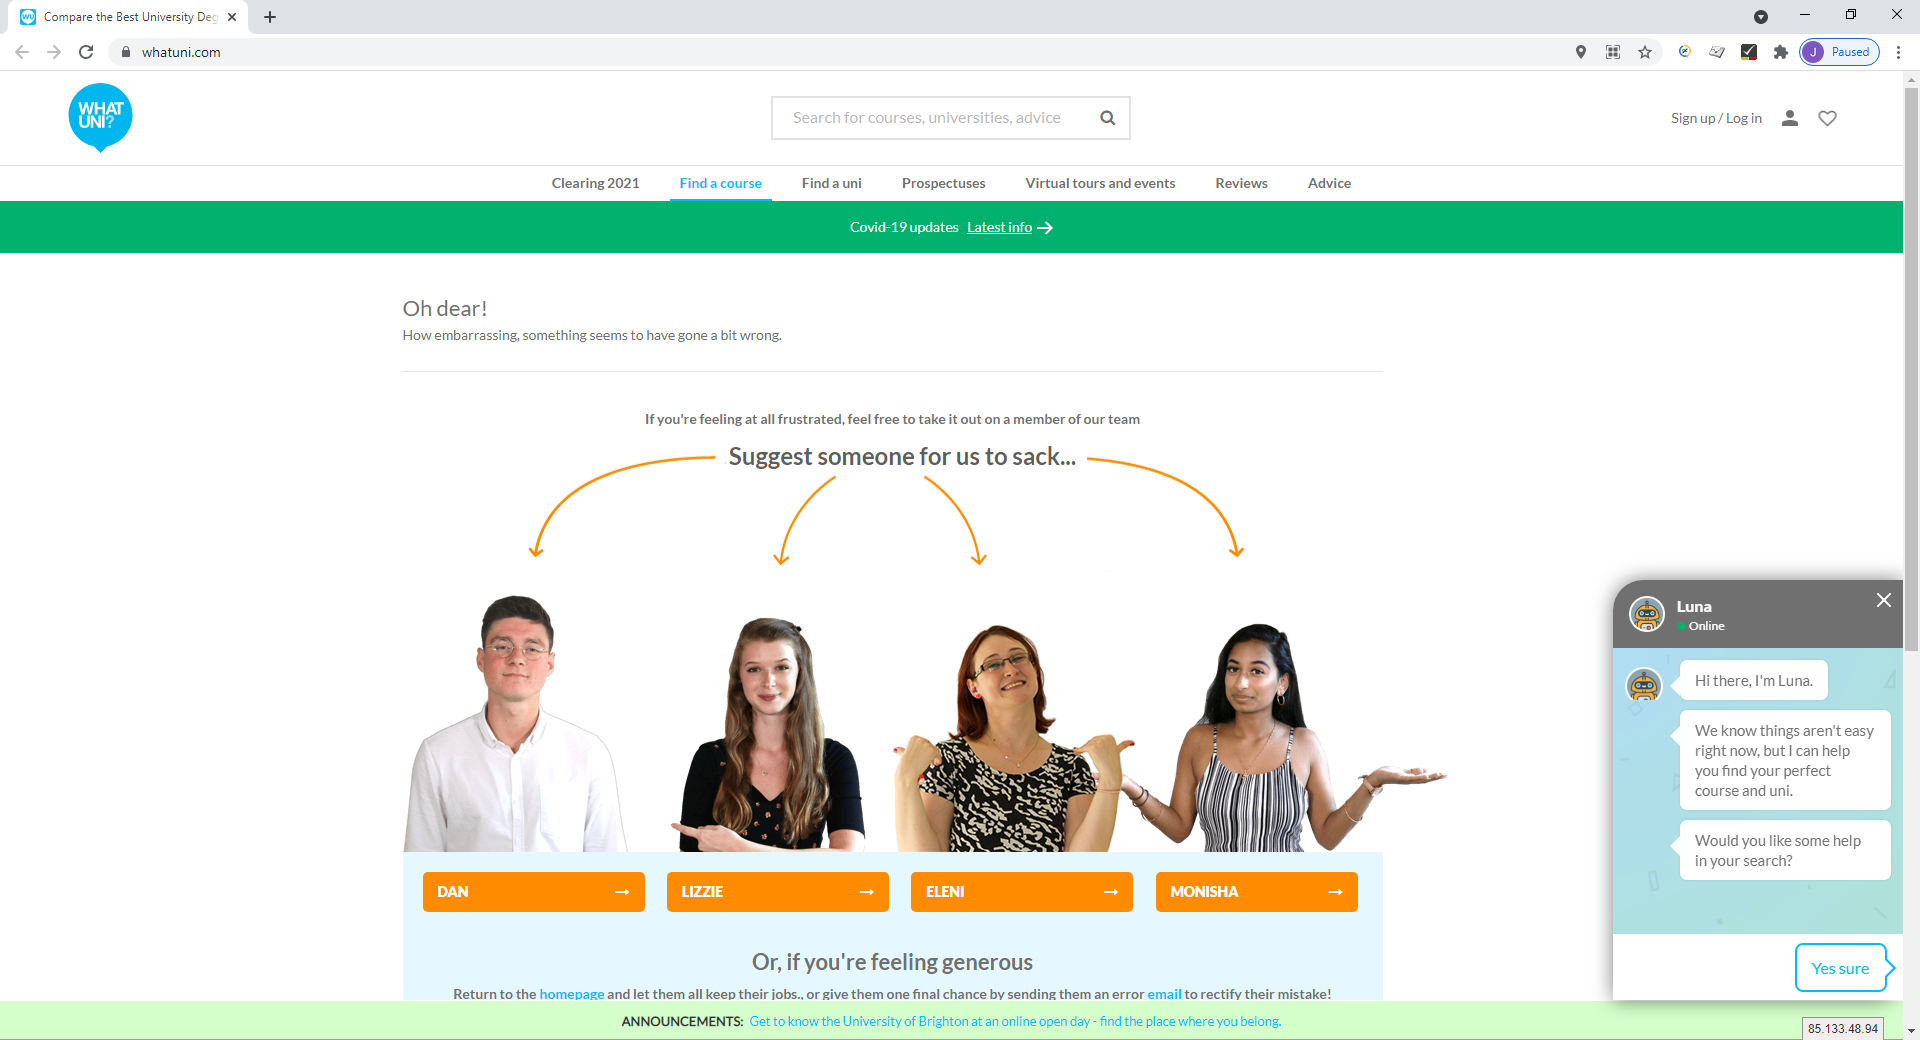 Compare the Best University Deg
whatuni.com
J Paused
WHAT
UNI?
Search for courses, universities, advice
Sign up / Log in
Clearing 2021
Find a course
Find a uni
Prospectuses
Virtual tours and events
Reviews
Advice
Covid-19 updates Latest info
Oh dear!
How embarrassing, something seems to have gone a bit wrong.
If you're feeling at all frustrated, feel free to take it out on a member of our team
Suggest someone for us to sack...
DAN
LIZZIE
ELENI
MONISHA
Or, if you're feeling generous
Return to the homepage and let them all keep their jobs., or give them one final chance by sending them an error email to rectify their mistake!
Luna
Online
Hi there, I'm Luna.
We know things aren't easy
right now, but I can help
you find your perfect
course and uni.
Would you like some help
in your search?
Yes sure
ANNOUNCEMENTS: Get to know the University of Brighton at an online open day - find the place where you belong.
85.133.48.94